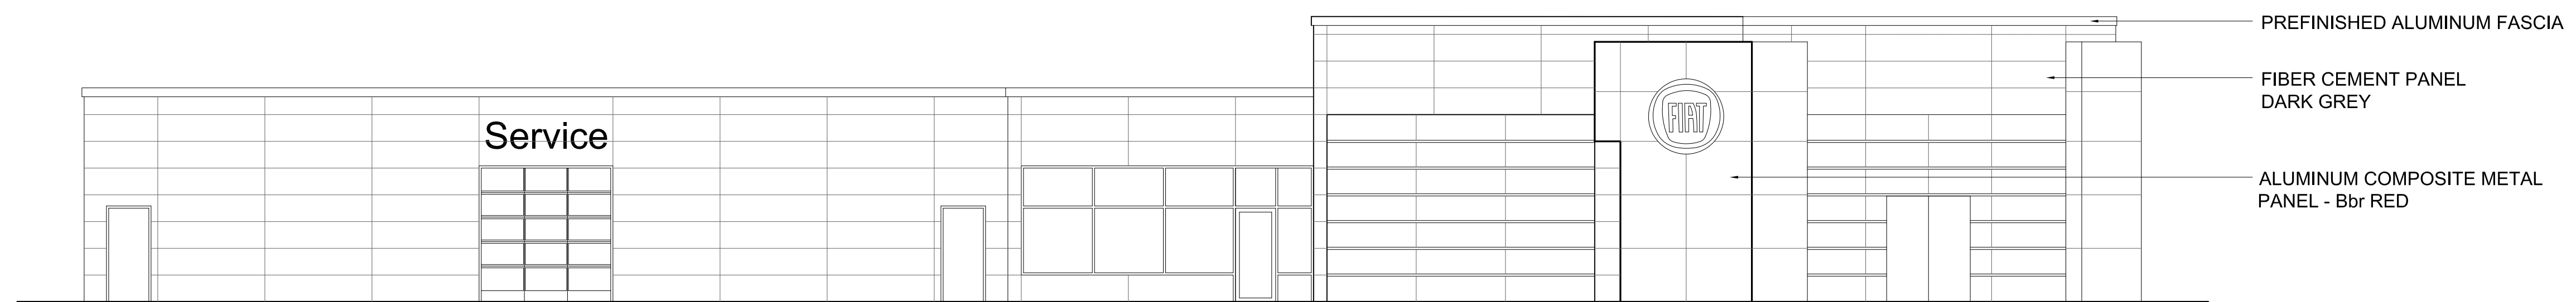 PREFINISHED ALUMINUM FASCIA
FIBER CEMENT PANEL
DARK GREY
Service
FIAT
ALUMINUM COMPOSITE METAL
PANEL - Bbr RED